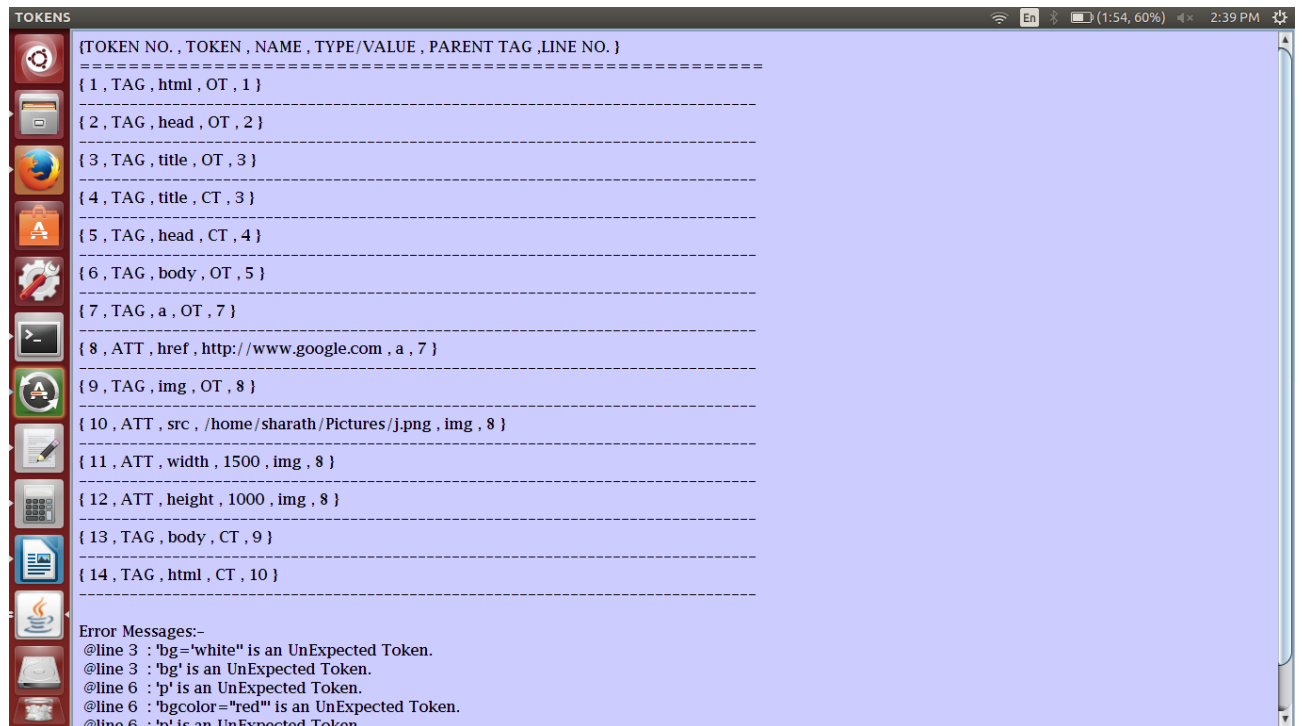 TOKENS En (1:54, 60%) 2:39 PM
{TOKEN NO. , TOKEN , NAME , TYPE/VALUE , PARENT TAG ,LINE NO. }
{ 1 , TAG , html , OT , 1 }
{ 2 , TAG , head , OT , 2 }
{ 3 , TAG , title , OT , 3 }
{ 4 , TAG , title , CT , 3 }
{ 5 , TAG , head , CT , 4 }
{ 6 , TAG , body , OT , 5 }
{ 7 , TAG , a , OT , 7 }
{ 8 , ATT , href , http://www.google.com , a , 7 }
{ 9 , TAG , img , OT , 8 }
{ 10 , ATT , src , /home/sharath/Pictures/j.png , img , 8 }
{ 11 , ATT , width , 1500 , img , 8 }
{ 12 , ATT , height , 1000 , img , 8 }
{ 13 , TAG , body , CT , 9 }
{ 14 , TAG , html , CT , 10 }
Error Messages:-
@line 3 : 'bg='white'' is an UnExpected Token.
@line 3 : 'bg' is an UnExpected Token.
@line 6 : 'p' is an UnExpected Token.
@line 6 : 'bgcolor="red"' is an UnExpected Token.
@line 6 : 'p' is an UnExpected Token.